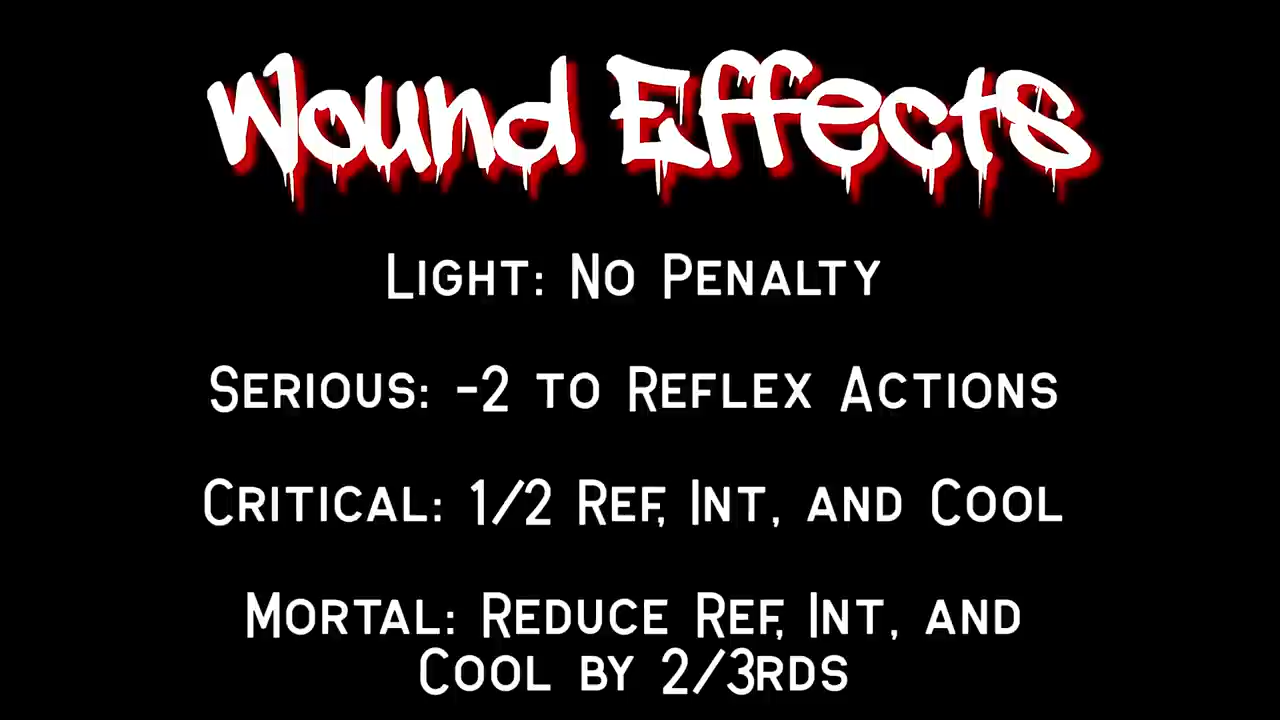 Wound Effects
Light: No Penalty
Serious: -2 to Reflex Actions
Critical: 1/2 Ref, Int, and Cool
Mortal: Reduce Ref, Int, and
Cool by 2/3rds